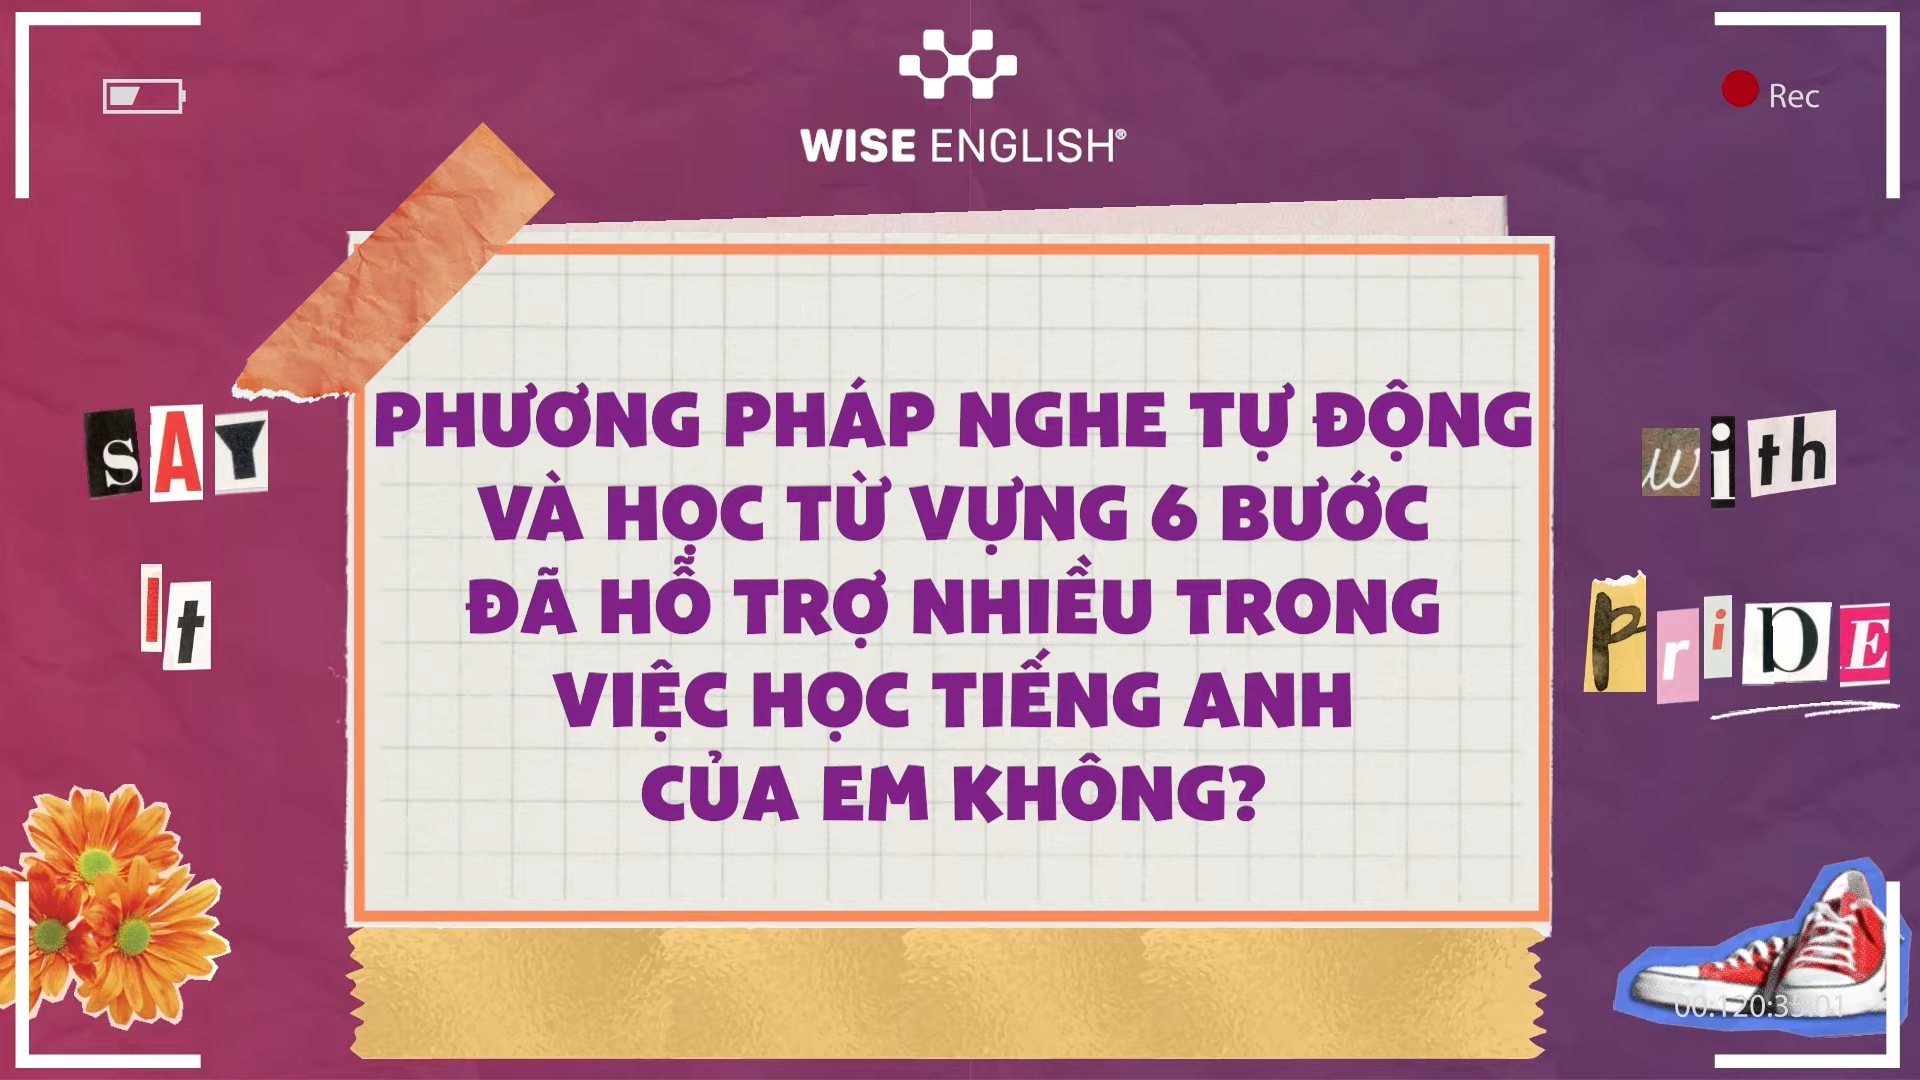 WISE ENGLISH®
Rec
PHƯƠNG PHÁP NGHE TỰ ĐỘNG
VÀ HỌC TỪ VỰNG 6 BƯỚC
ĐÃ HỖ TRỢ NHIỀU TRONG
VIỆC HỌC TIẾNG ANH
CỦA EM KHÔNG?
SAY
It
with
PriDE